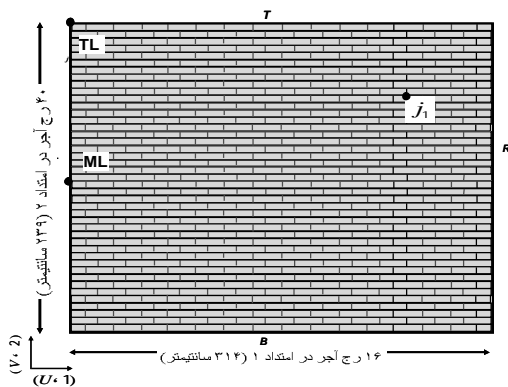 T
TL
j₁
۴۰ رج آجر در امتداد ۲ (۲۳۹ سانتیمتر)
R
ML
B
۱۶ رج آجر در امتداد ۱ (۳۱۴ سانتیمتر)
(V، 2)
(U، 1)